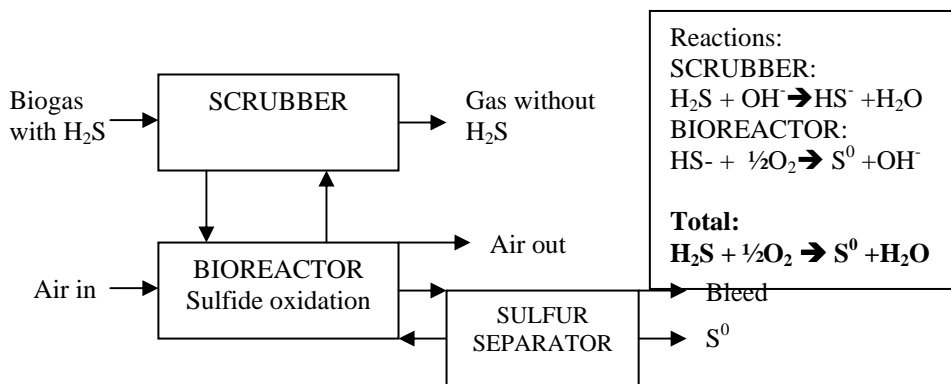 Biogas
with H₂S
SCRUBBER
Gas without
H₂S
Air in
BIOREACTOR
Sulfide oxidation
Air out
SULFUR
SEPARATOR
Bleed
S⁰
Reactions:
SCRUBBER:
H₂S + OH⁻➔HS⁻ +H₂O
BIOREACTOR:
HS- + ½O₂➔ S⁰ +OH⁻
Total:
H₂S + ½O₂ ➔ S⁰ +H₂O